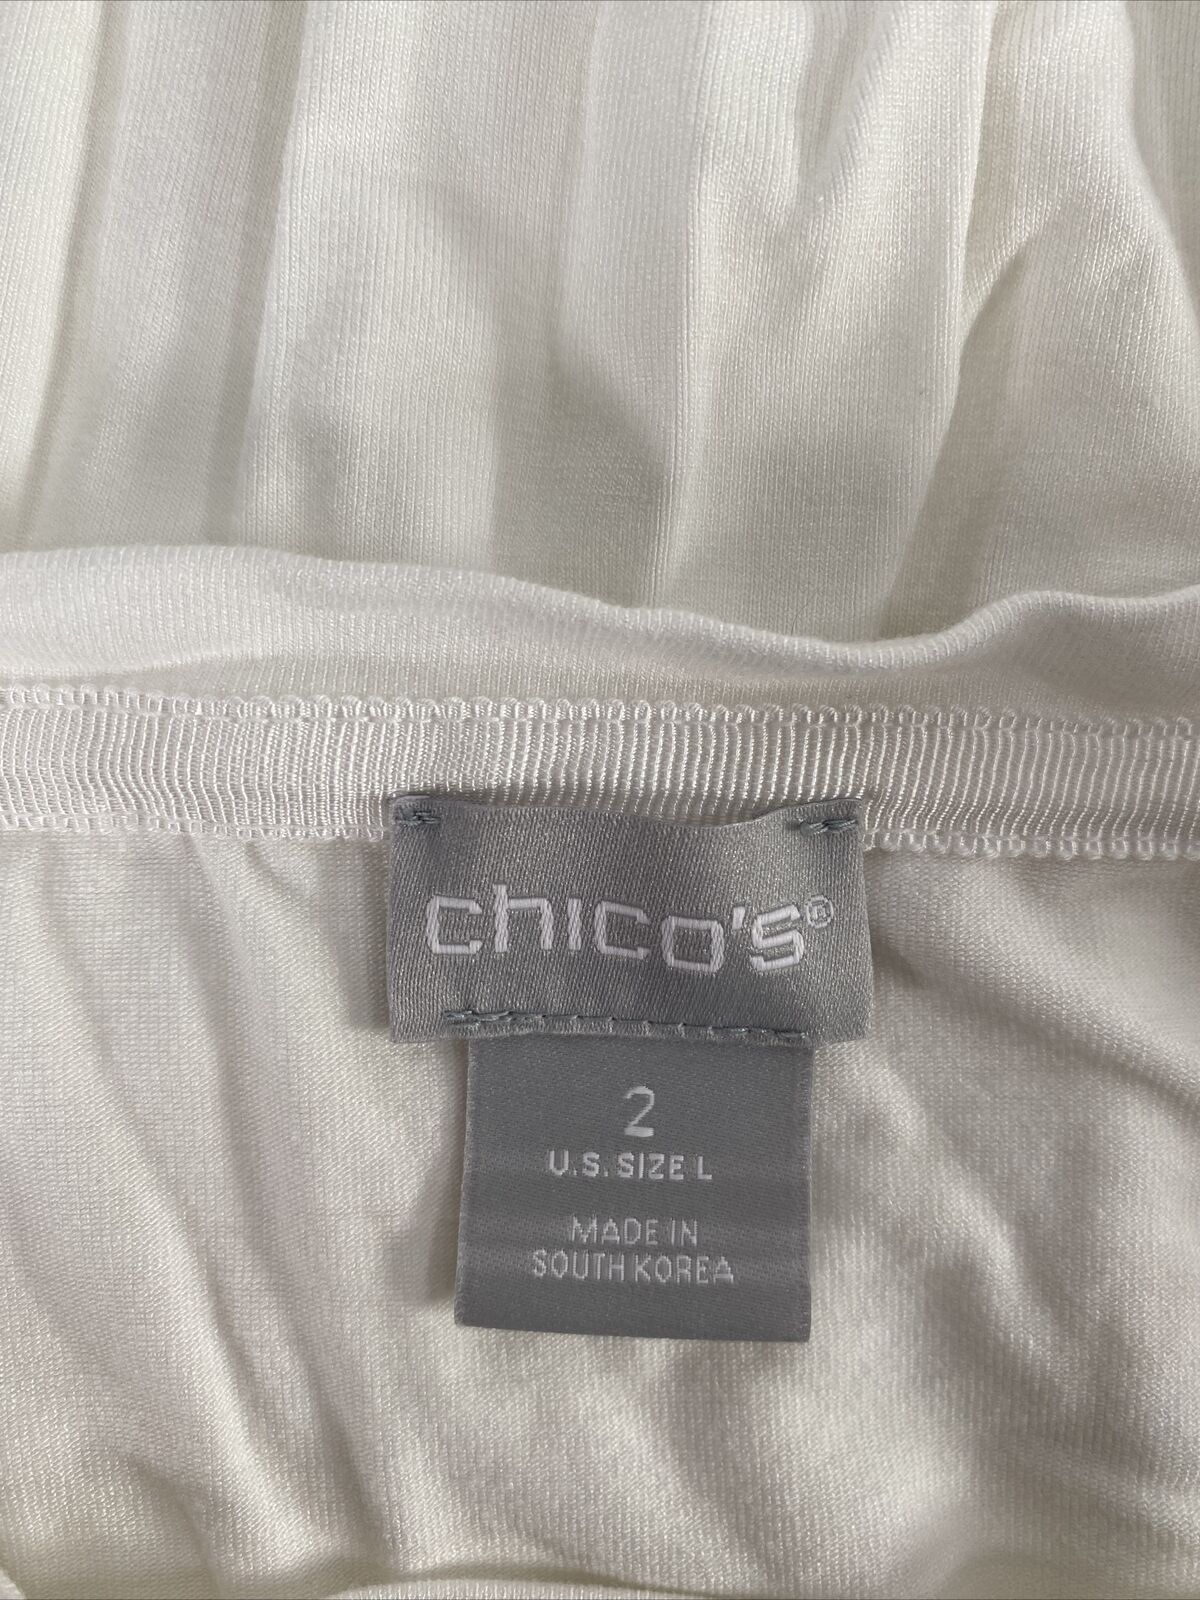 chico's®
2
U.S. SIZE L
MADE IN
SOUTH KOREA